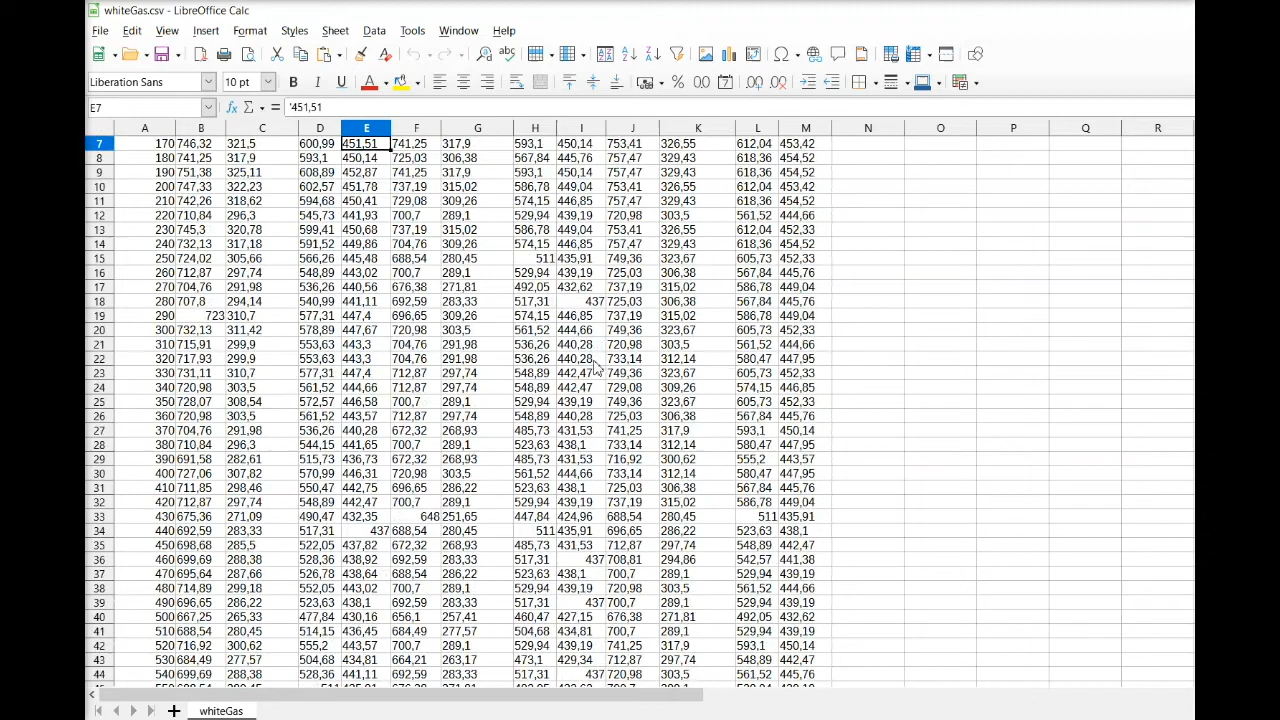 whiteGas.csv - LibreOffice Calc
File Edit View Insert Format Styles Sheet Data Tools Window Help
Liberation Sans 10 pt B I U A
E7 fx Σ = '451,51
A B C D E F G H I J K L M N O P Q R
7 170 746,32 321,5 600,99 451,51 741,25 317,9 593,1 450,14 753,41 326,55 612,04 453,42
8 180 741,25 317,9 593,1 450,14 725,03 306,38 567,84 445,76 757,47 329,43 618,36 454,52
9 190 751,38 325,11 608,89 452,87 741,25 317,9 593,1 450,14 757,47 329,43 618,36 454,52
10 200 747,33 322,23 602,57 451,78 737,19 315,02 586,78 449,04 753,41 326,55 612,04 453,42
11 210 742,26 318,62 594,68 450,41 729,08 309,26 574,15 446,85 757,47 329,43 618,36 454,52
12 220 710,84 296,3 545,73 441,93 700,7 289,1 529,94 439,19 720,98 303,5 561,52 444,66
13 230 745,3 320,78 599,41 450,68 737,19 315,02 586,78 449,04 753,41 326,55 612,04 452,33
14 240 732,13 317,18 591,52 449,86 704,76 309,26 574,15 446,85 757,47 329,43 618,36 454,52
15 250 724,02 305,66 566,26 445,48 688,54 280,45 511 435,91 749,36 323,67 605,73 452,33
16 260 712,87 297,74 548,89 443,02 700,7 289,1 529,94 439,19 725,03 306,38 567,84 445,76
17 270 704,76 291,98 536,26 440,56 676,38 271,81 492,05 432,62 737,19 315,02 586,78 449,04
18 280 707,8 294,14 540,99 441,11 692,59 283,33 517,31 437 725,03 306,38 567,84 445,76
19 290 723 310,7 577,31 447,4 696,65 309,26 574,15 446,85 737,19 315,02 586,78 449,04
20 300 732,13 311,42 578,89 447,67 720,98 303,5 561,52 444,66 749,36 323,67 605,73 452,33
21 310 715,91 299,9 553,63 443,3 704,76 291,98 536,26 440,28 720,98 303,5 561,52 444,66
22 320 717,93 299,9 553,63 443,3 704,76 291,98 536,26 440,28 733,14 312,14 580,47 447,95
23 330 731,11 310,7 577,31 447,4 712,87 297,74 548,89 442,47 749,36 323,67 605,73 452,33
24 340 720,98 303,5 561,52 444,66 712,87 297,74 548,89 442,47 729,08 309,26 574,15 446,85
25 350 728,07 308,54 572,57 446,58 700,7 289,1 529,94 439,19 749,36 323,67 605,73 452,33
26 360 720,98 303,5 561,52 443,57 712,87 297,74 548,89 440,28 725,03 306,38 567,84 445,76
27 370 704,76 291,98 536,26 440,28 672,32 268,93 485,73 431,53 741,25 317,9 593,1 450,14
28 380 710,84 296,3 544,15 441,65 700,7 289,1 523,63 438,1 733,14 312,14 580,47 447,95
29 390 691,58 282,61 515,73 436,73 672,32 268,93 485,73 431,53 716,92 300,62 555,2 443,57
30 400 727,06 307,82 570,99 446,31 720,98 303,5 561,52 444,66 733,14 312,14 580,47 447,95
31 410 711,85 298,46 550,47 442,75 696,65 286,22 523,63 438,1 725,03 306,38 567,84 445,76
32 420 712,87 297,74 548,89 442,47 700,7 289,1 529,94 439,19 737,19 315,02 586,78 449,04
33 430 675,36 271,09 490,47 432,35 648 251,65 447,84 424,96 688,54 280,45 511 435,91
34 440 692,59 283,33 517,31 437 688,54 280,45 511 435,91 696,65 286,22 523,63 438,1
35 450 698,68 285,5 522,05 437,82 672,32 268,93 485,73 431,53 712,87 297,74 548,89 442,47
36 460 699,69 288,38 528,36 438,92 692,59 283,33 517,31 437 708,81 294,86 542,57 441,38
37 470 695,64 287,66 526,78 438,64 688,54 286,22 523,63 438,1 700,7 289,1 529,94 439,19
38 480 714,89 299,18 552,05 443,02 700,7 289,1 529,94 439,19 720,98 303,5 561,52 444,66
39 490 696,65 286,22 523,63 438,1 692,59 283,33 517,31 437 700,7 289,1 529,94 439,19
40 500 667,25 265,33 477,84 430,16 656,1 257,41 460,47 427,15 676,38 271,81 492,05 432,62
41 510 688,54 280,45 514,15 436,45 684,49 277,57 504,68 434,81 700,7 289,1 529,94 439,19
42 520 716,92 300,62 555,2 443,57 700,7 289,1 529,94 439,19 741,25 317,9 593,1 450,14
43 530 684,49 277,57 504,68 434,81 664,21 263,17 473,1 429,34 712,87 297,74 548,89 442,47
44 540 699,69 288,38 528,36 441,11 692,59 283,33 517,31 437 720,98 303,5 561,52 444,66
whiteGas